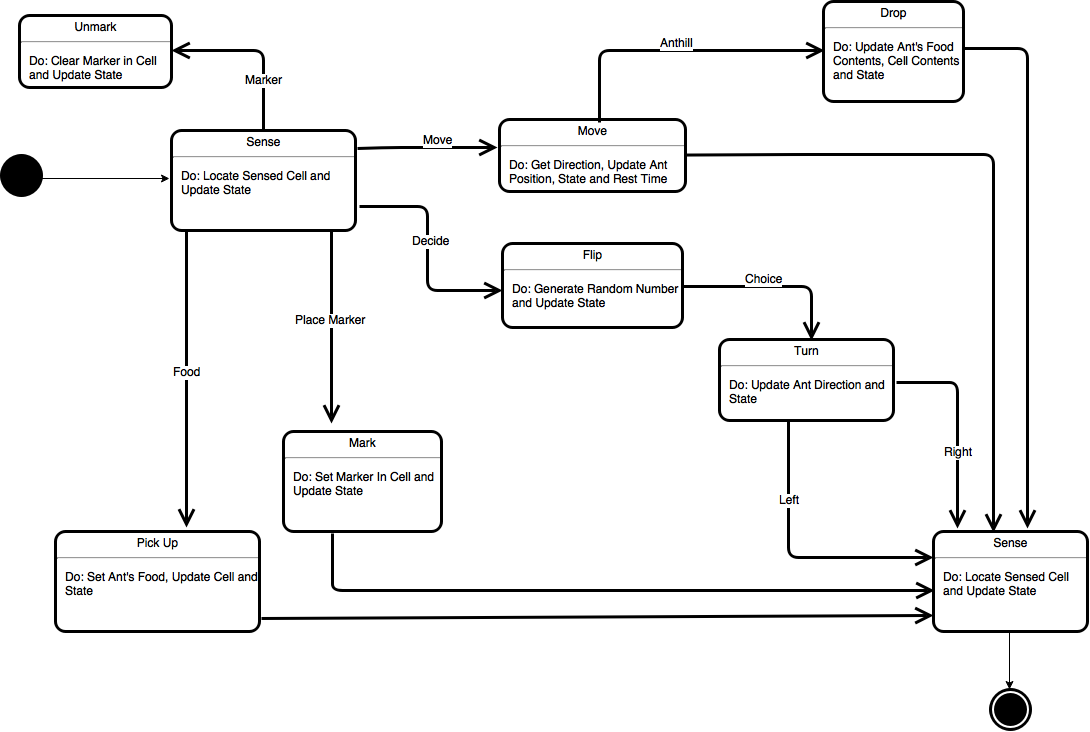 Unmark
Do: Clear Marker in Cell
and Update State
Marker
Anthill
Drop
Do: Update Ant's Food
Contents, Cell Contents
and State
Sense
Do: Locate Sensed Cell and
Update State
Move
Move
Do: Get Direction, Update Ant
Position, State and Rest Time
Decide
Flip
Do: Generate Random Number
and Update State
Choice
Place Marker
Turn
Do: Update Ant Direction and
State
Food
Mark
Do: Set Marker In Cell and
Update State
Right
Left
Pick Up
Do: Set Ant's Food, Update Cell and
State
Sense
Do: Locate Sensed Cell
and Update State